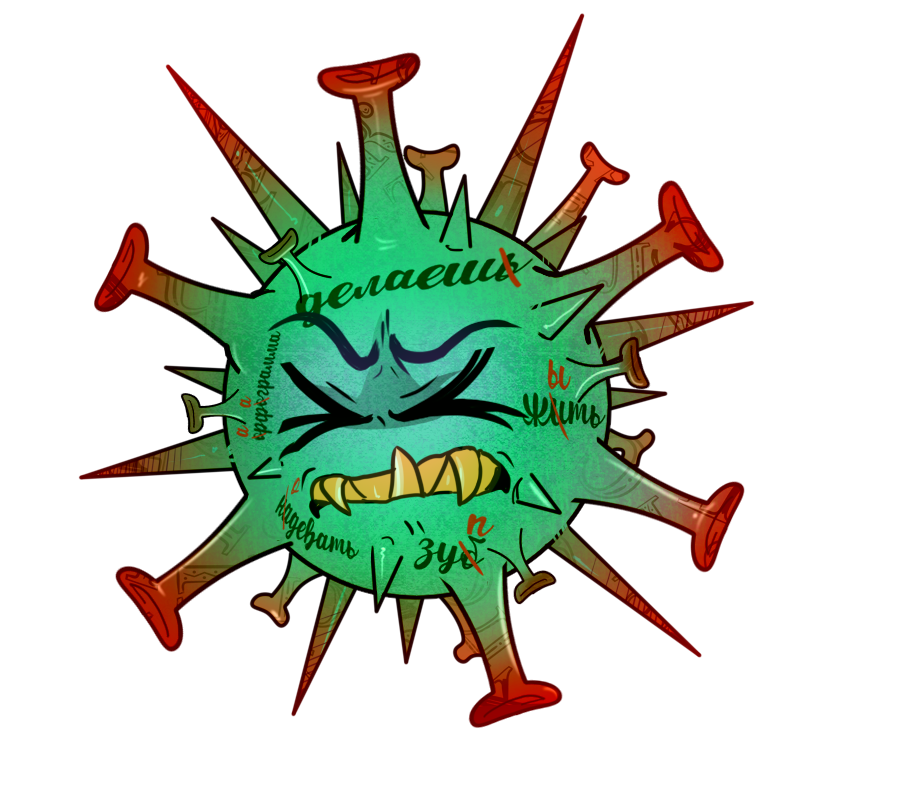 делаешь
ы
жить
а а
орфограмма
о
надевать
п
зуб